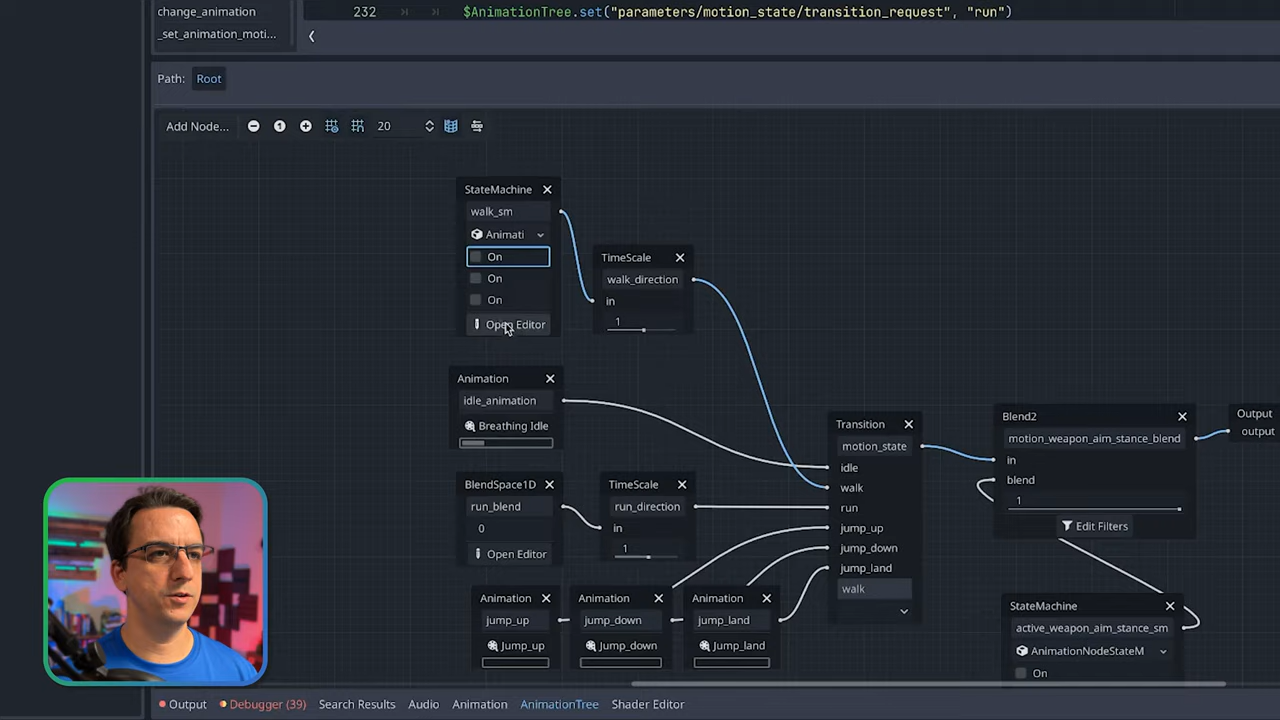 change_animation
_set_animation_moti...
232 $AnimationTree.set("parameters/motion_state/transition_request", "run")
Path: Root
Add Node...
20
StateMachine
walk_sm
Animati
On
On
On
Open Editor
TimeScale
walk_direction
in
1
Animation
idle_animation
Breathing Idle
BlendSpace1D
run_blend
0
Open Editor
TimeScale
run_direction
in
1
Animation
jump_up
Jump_up
Animation
jump_down
Jump_down
Animation
jump_land
Jump_land
Transition
motion_state
idle
walk
run
jump_up
jump_down
jump_land
walk
Blend2
motion_weapon_aim_stance_blend
in
blend
1
Edit Filters
Output
output
StateMachine
active_weapon_aim_stance_sm
AnimationNodeStateM
On
Output Debugger (39) Search Results Audio Animation AnimationTree Shader Editor